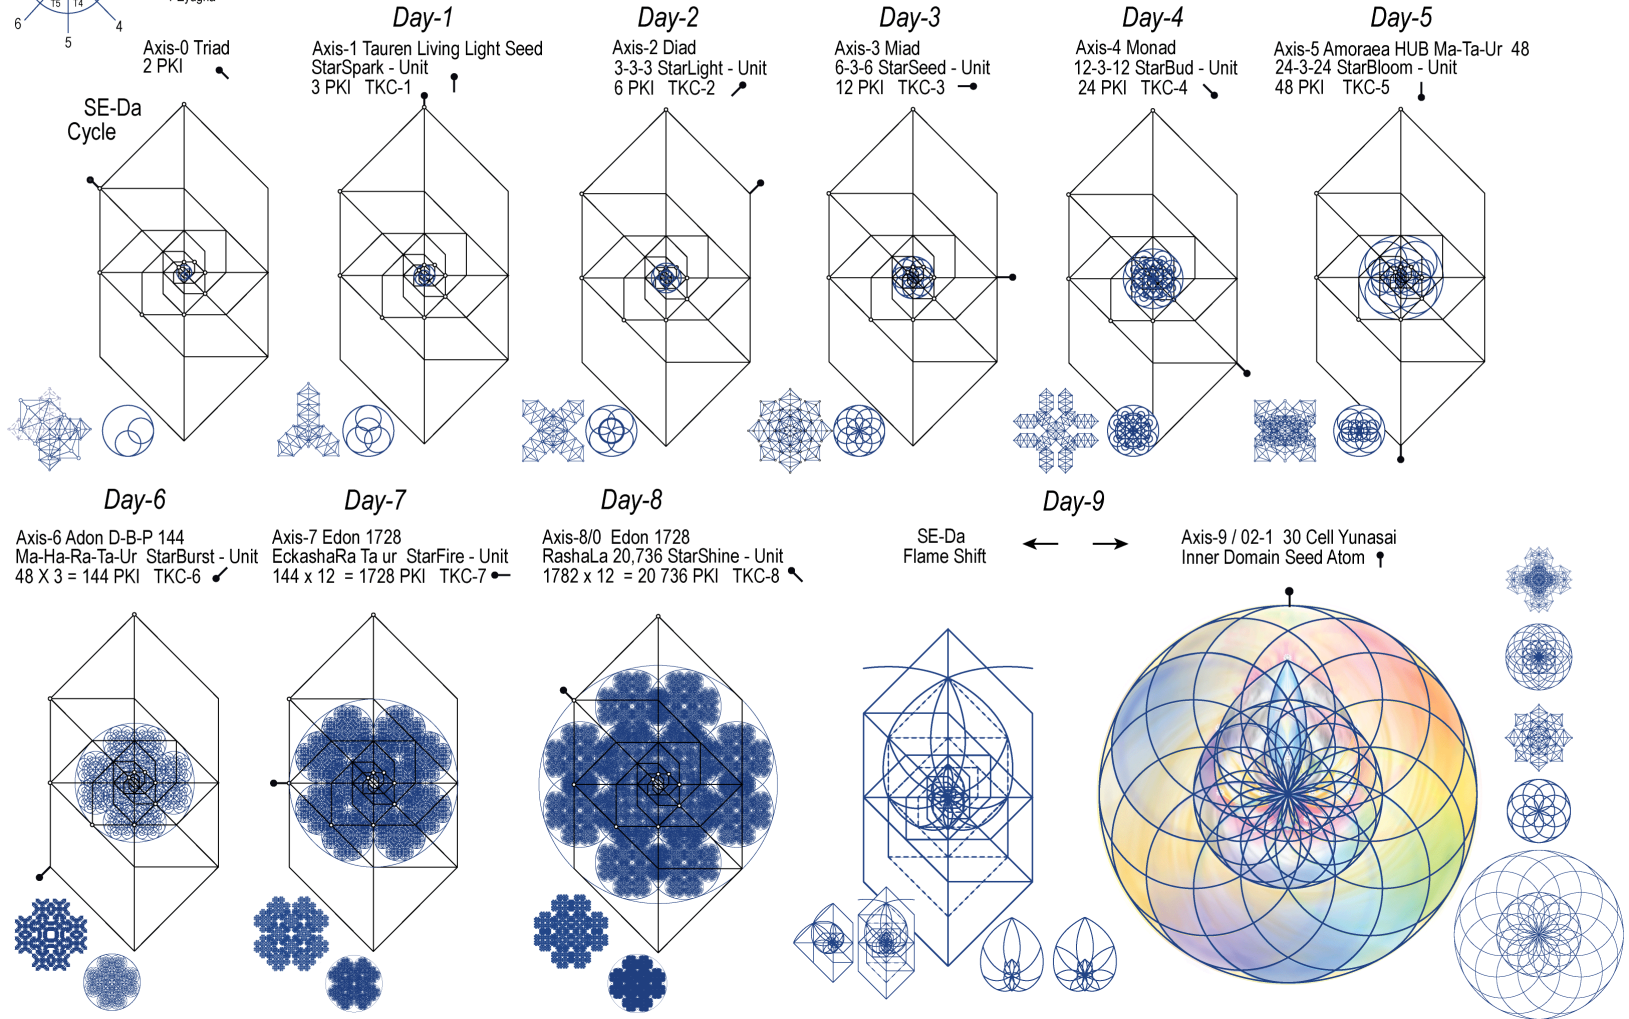 T5 T4
6
5
4
Axis-0 Triad
2 PKI
SE-Da
Cycle
Day-1
Axis-1 Tauren Living Light Seed
StarSpark - Unit
3 PKI TKC-1
Day-2
Axis-2 Diad
3-3-3 StarLight - Unit
6 PKI TKC-2
Day-3
Axis-3 Miad
6-3-6 StarSeed - Unit
12 PKI TKC-3
Day-4
Axis-4 Monad
12-3-12 StarBud - Unit
24 PKI TKC-4
Day-5
Axis-5 Amoraea HUB Ma-Ta-Ur 48
24-3-24 StarBloom - Unit
48 PKI TKC-5
Day-6
Axis-6 Adon D-B-P 144
Ma-Ha-Ra-Ta-Ur StarBurst - Unit
48 X 3 = 144 PKI TKC-6
Day-7
Axis-7 Edon 1728
EckashaRa Ta ur StarFire - Unit
144 x 12 = 1728 PKI TKC-7
Day-8
Axis-8/0 Edon 1728
RashaLa 20,736 StarShine - Unit
1782 x 12 = 20 736 PKI TKC-8
Day-9
SE-Da
Flame Shift
Axis-9 / 02-1 30 Cell Yunasai
Inner Domain Seed Atom